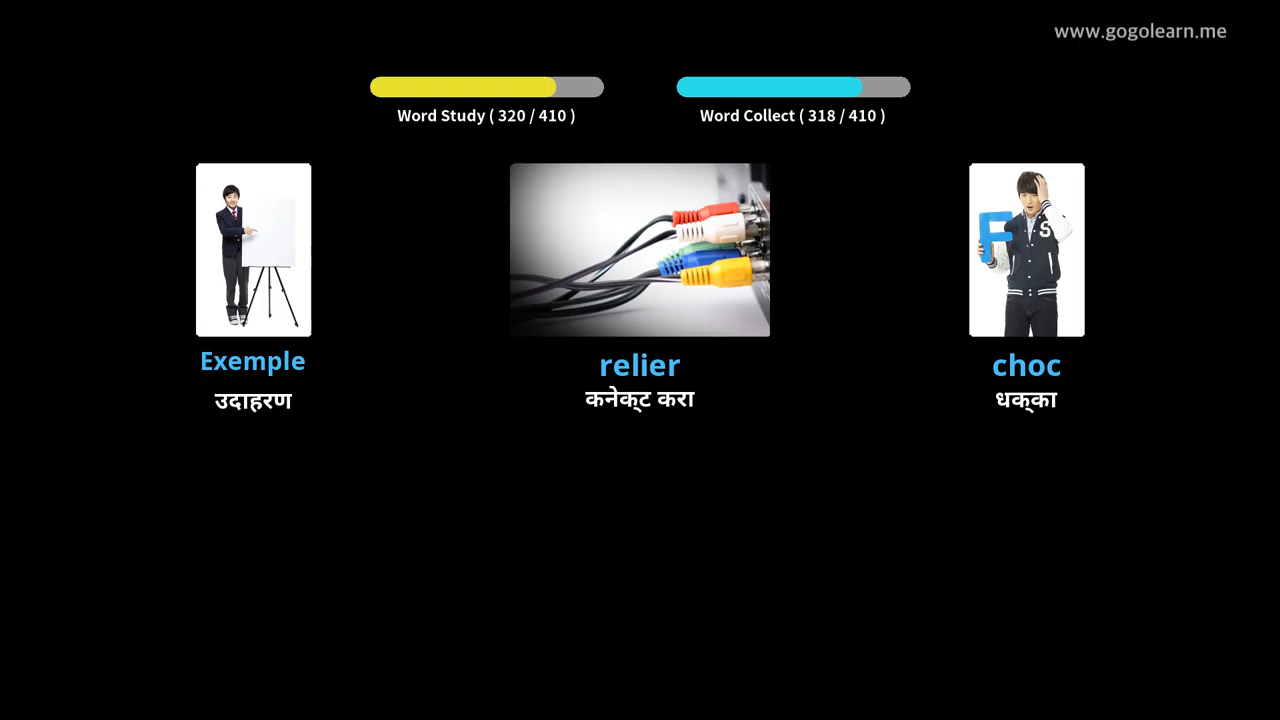 www.gogolearn.me
Word Study ( 320 / 410 )
Word Collect ( 318 / 410 )
Exemple
relier
choc
उदाहरण
कनेक्ट करा
धक्का
F
S